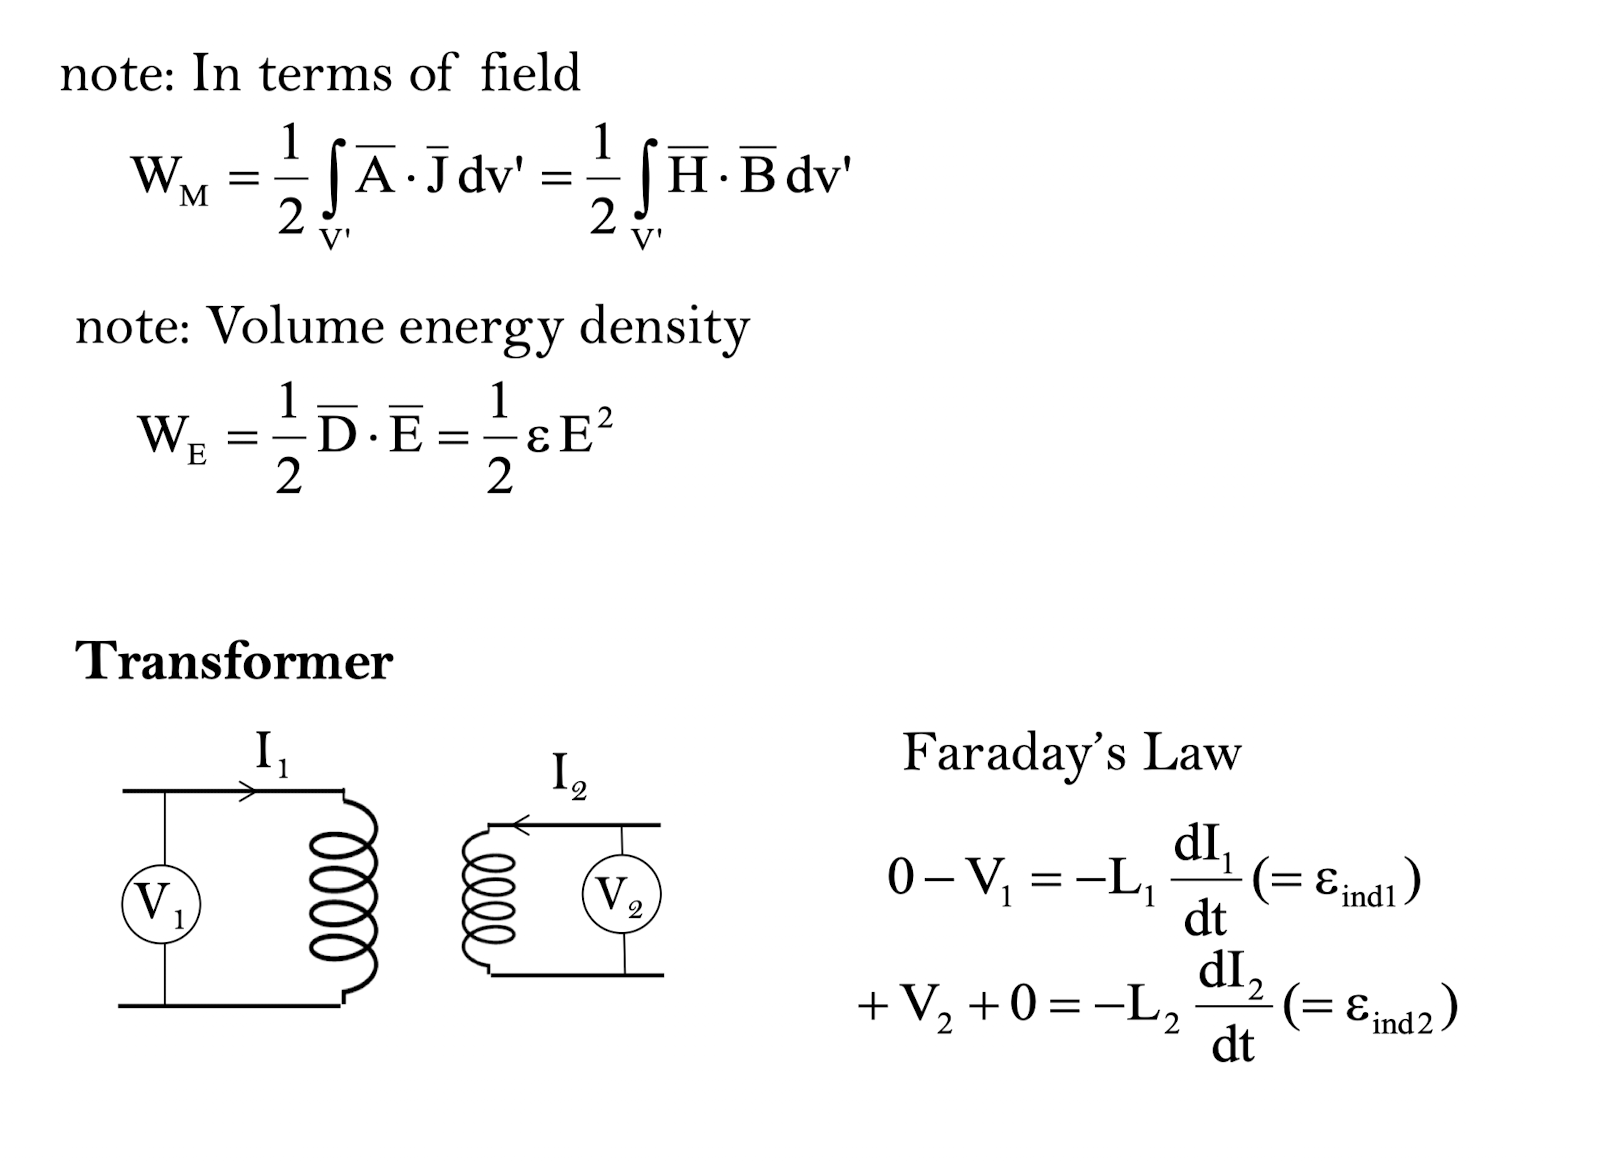 note: In terms of field
W_M = 1/2 ∫_V' A̅ · J̅ dv' = 1/2 ∫_V' H̅ · B̅ dv'
note: Volume energy density
W_E = 1/2 D̅ · E̅ = 1/2 ε E²
Transformer
I₁
I₂
V₁
V₂
Faraday’s Law
0 – V₁ = –L₁ dI₁/dt (= ε_ind1)
+ V₂ + 0 = –L₂ dI₂/dt (= ε_ind2)